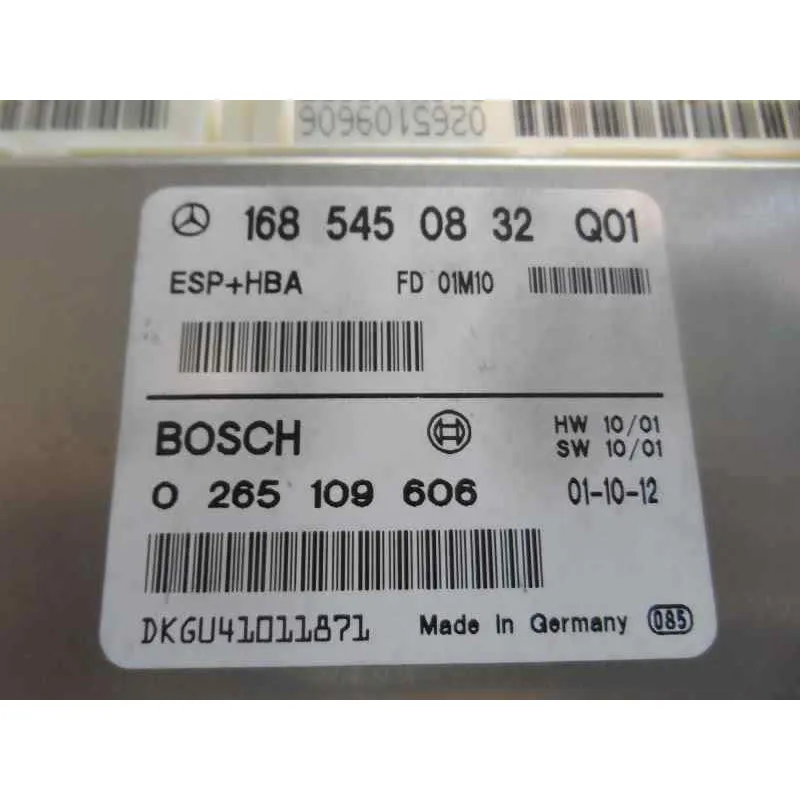 0265109606
168 545 08 32 Q01
ESP+HBA FD 01M10
BOSCH HW 10/01
SW 10/01
0 265 109 606 01-10-12
DKGU41011871 Made in Germany 085